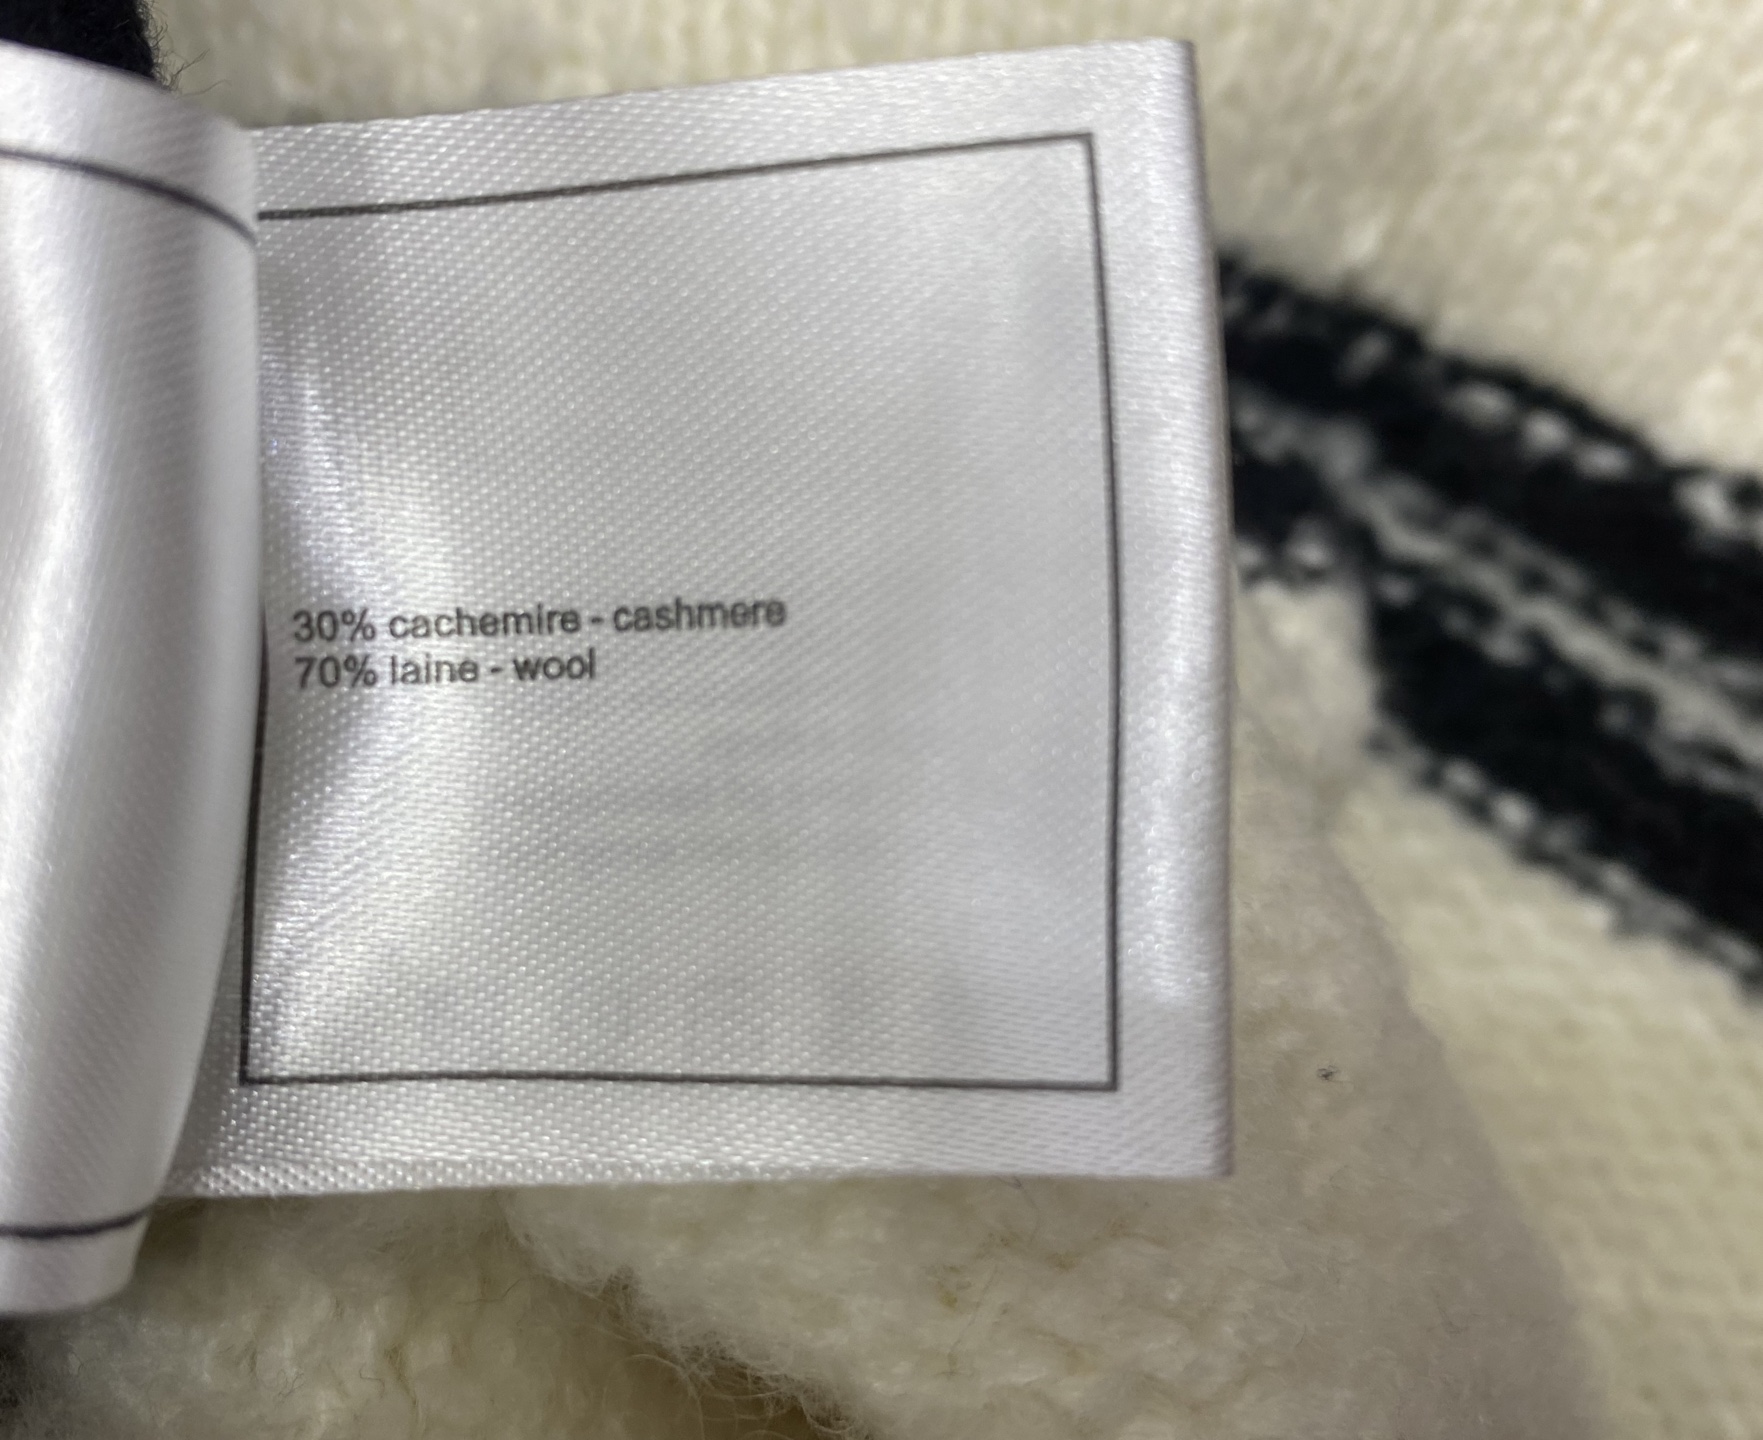 30% cachemire - cashmere
70% laine - wool